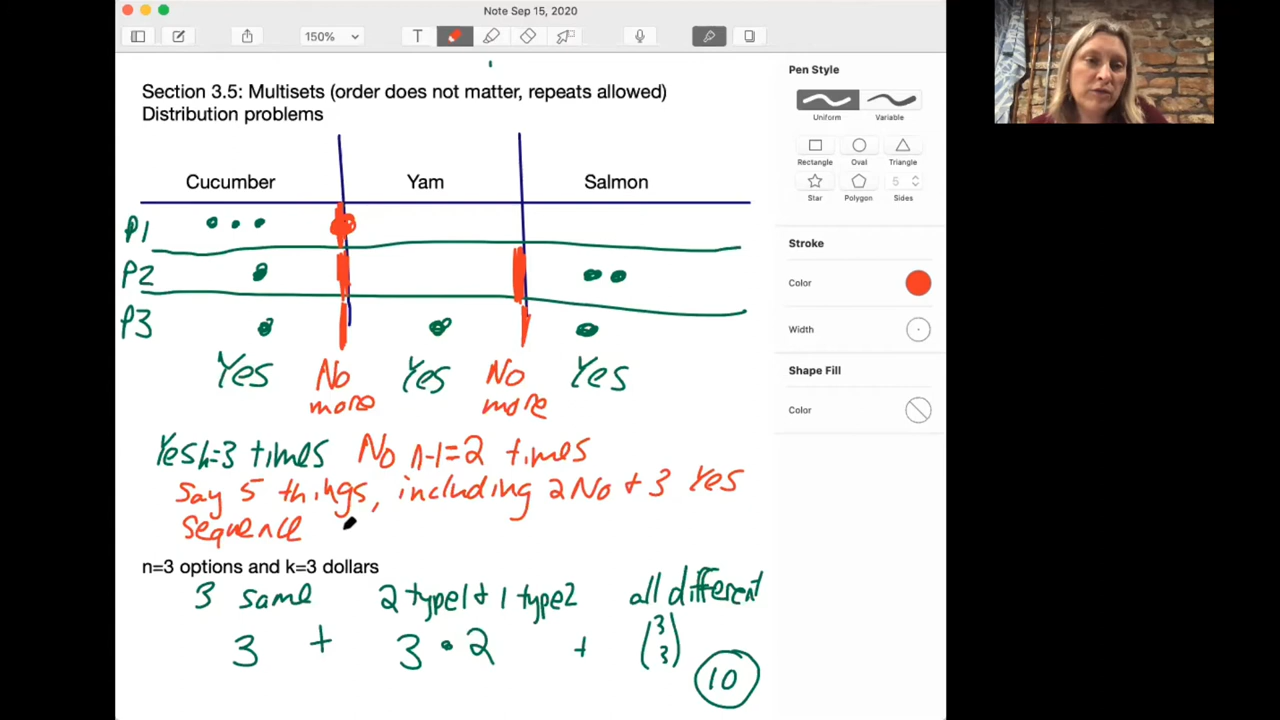 Note Sep 15, 2020
150%
T
Section 3.5: Multisets (order does not matter, repeats allowed)
Distribution problems
Cucumber Yam Salmon
P1
P2
P3
Yes No more Yes No more Yes
Yes k=3 times No n-1=2 times
Say 5 things, including 2 No + 3 Yes
sequence
n=3 options and k=3 dollars
3 same 2 type1 + 1 type2 all different
3 + 3 • 2 + (3 3)
10
Pen Style
Uniform Variable
Rectangle Oval Triangle
5
Star Polygon Sides
Stroke
Color
Width
Shape Fill
Color